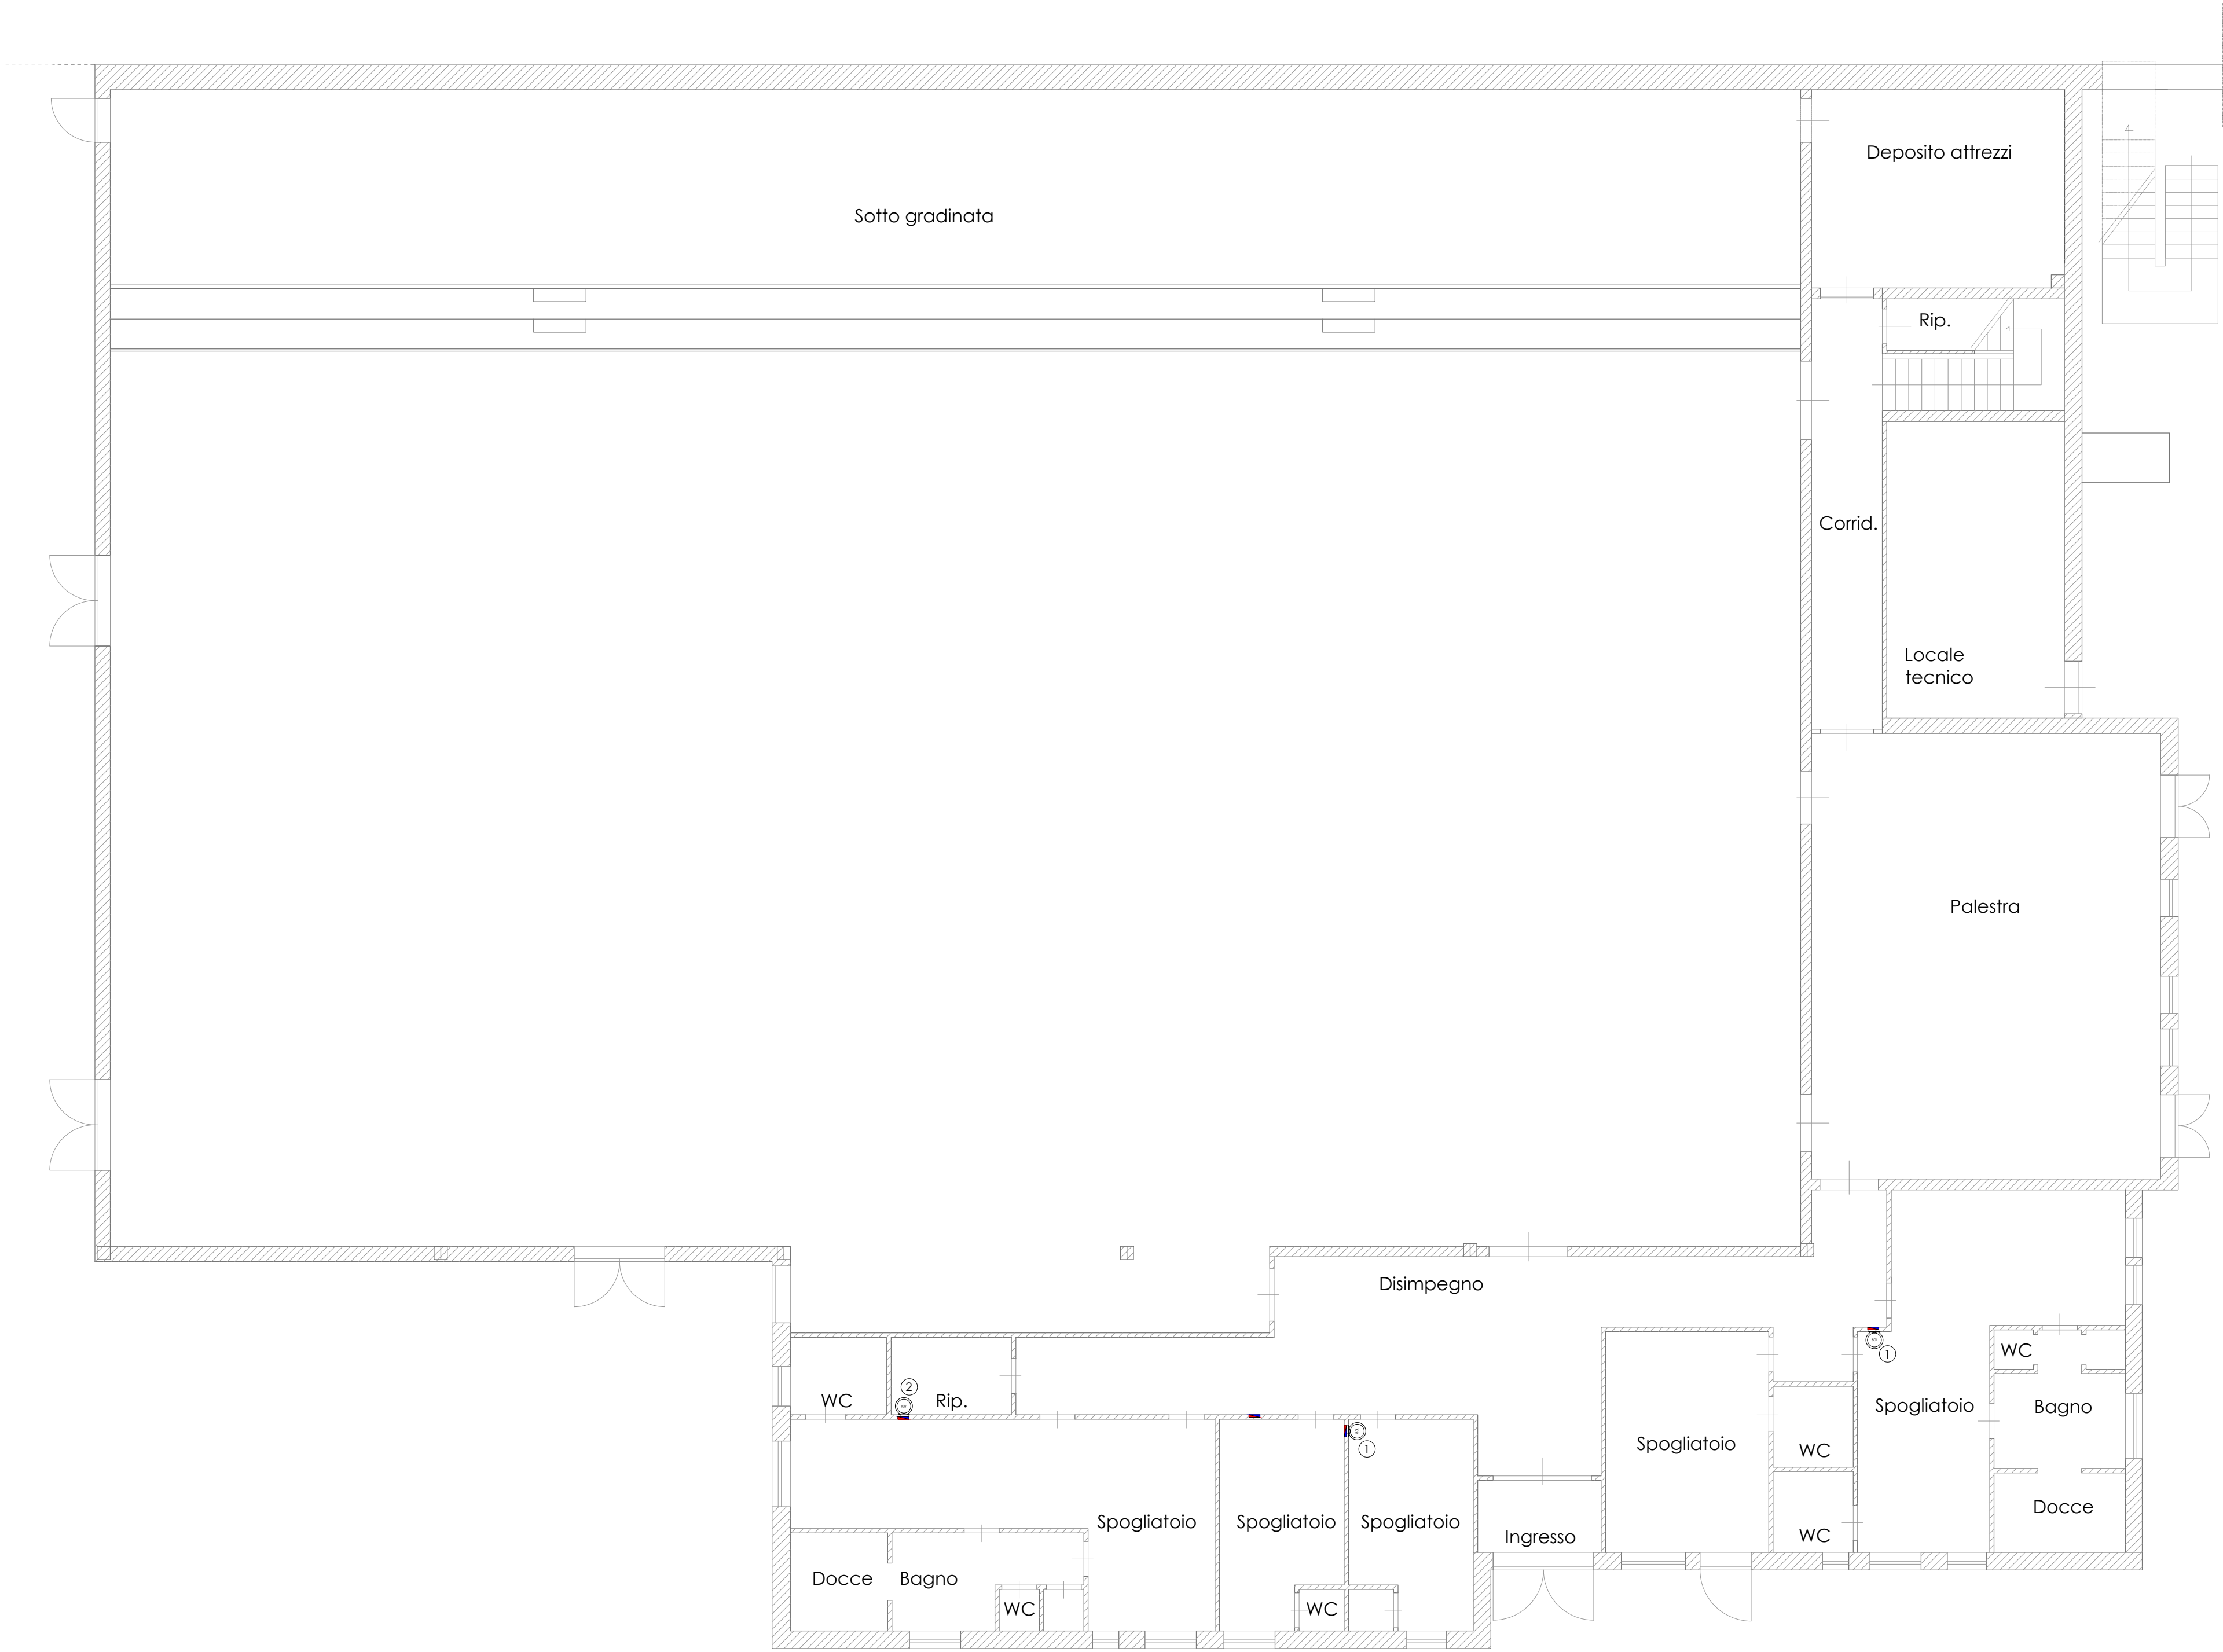 Deposito attrezzi
Sotto gradinata
Rip.
Corrid.
Locale
tecnico
Palestra
Disimpegno
WC
1
2
WC
Rip.
Spogliatoio
Bagno
Spogliatoio
1
WC
Docce
Spogliatoio
Spogliatoio
Spogliatoio
Ingresso
WC
Docce
Bagno
WC
WC